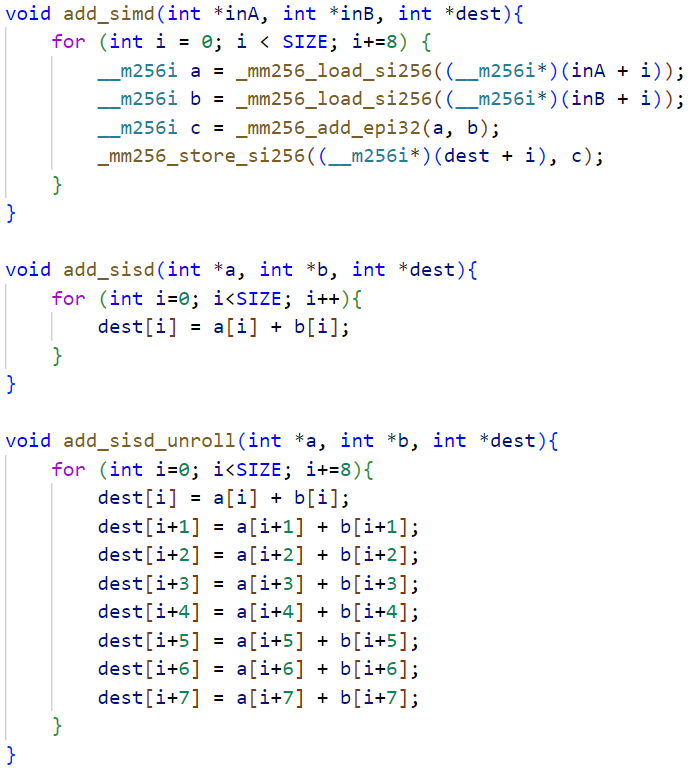 void add_simd(int *inA, int *inB, int *dest){
    for (int i = 0; i < SIZE; i+=8) {
        __m256i a = _mm256_load_si256((__m256i*)(inA + i));
        __m256i b = _mm256_load_si256((__m256i*)(inB + i));
        __m256i c = _mm256_add_epi32(a, b);
        _mm256_store_si256((__m256i*)(dest + i), c);
    }
}

void add_sisd(int *a, int *b, int *dest){
    for (int i=0; i<SIZE; i++){
        dest[i] = a[i] + b[i];
    }
}

void add_sisd_unroll(int *a, int *b, int *dest){
    for (int i=0; i<SIZE; i+=8){
        dest[i] = a[i] + b[i];
        dest[i+1] = a[i+1] + b[i+1];
        dest[i+2] = a[i+2] + b[i+2];
        dest[i+3] = a[i+3] + b[i+3];
        dest[i+4] = a[i+4] + b[i+4];
        dest[i+5] = a[i+5] + b[i+5];
        dest[i+6] = a[i+6] + b[i+6];
        dest[i+7] = a[i+7] + b[i+7];
    }
}